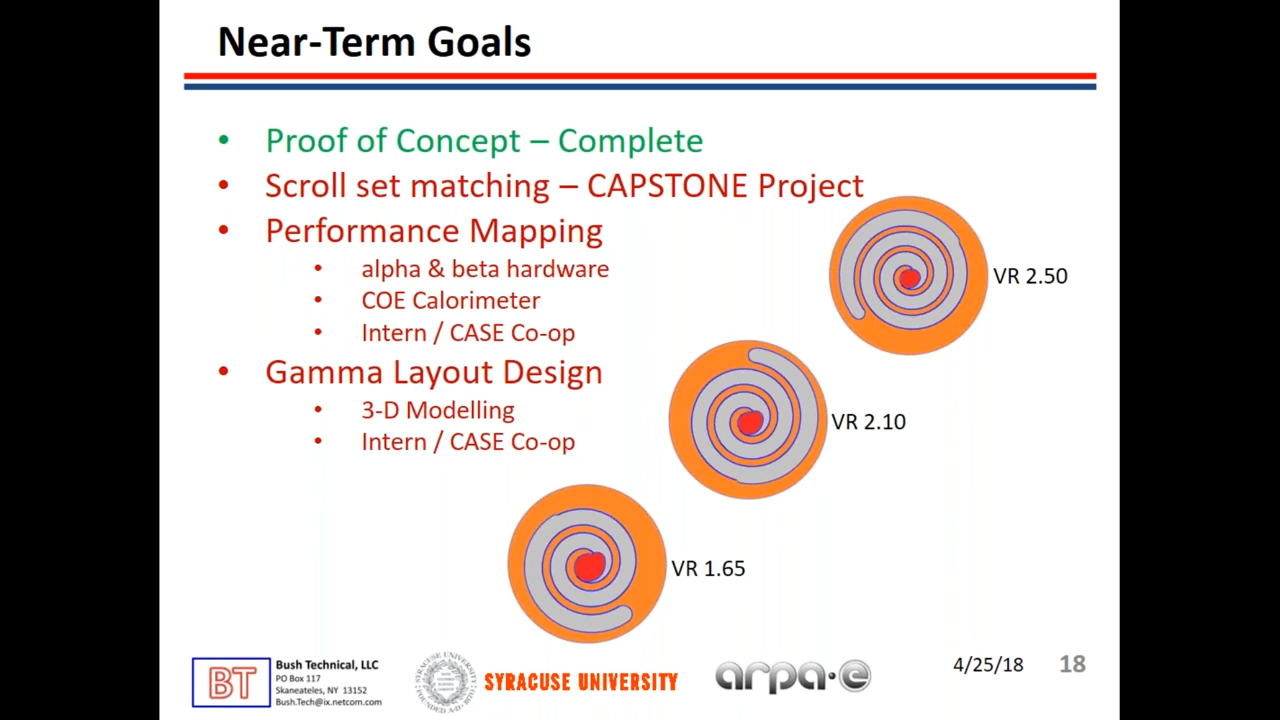 Near-Term Goals
• Proof of Concept – Complete
• Scroll set matching – CAPSTONE Project
• Performance Mapping
• alpha & beta hardware
• COE Calorimeter
• Intern / CASE Co-op
• Gamma Layout Design
• 3-D Modelling
• Intern / CASE Co-op
VR 2.50
VR 2.10
VR 1.65
BT
Bush Technical, LLC
PO Box 117
Skaneateles, NY 13152
Bush.Tech@ix.netcom.com
SYRACUSE UNIVERSITY
arpa·e
4/25/18
18